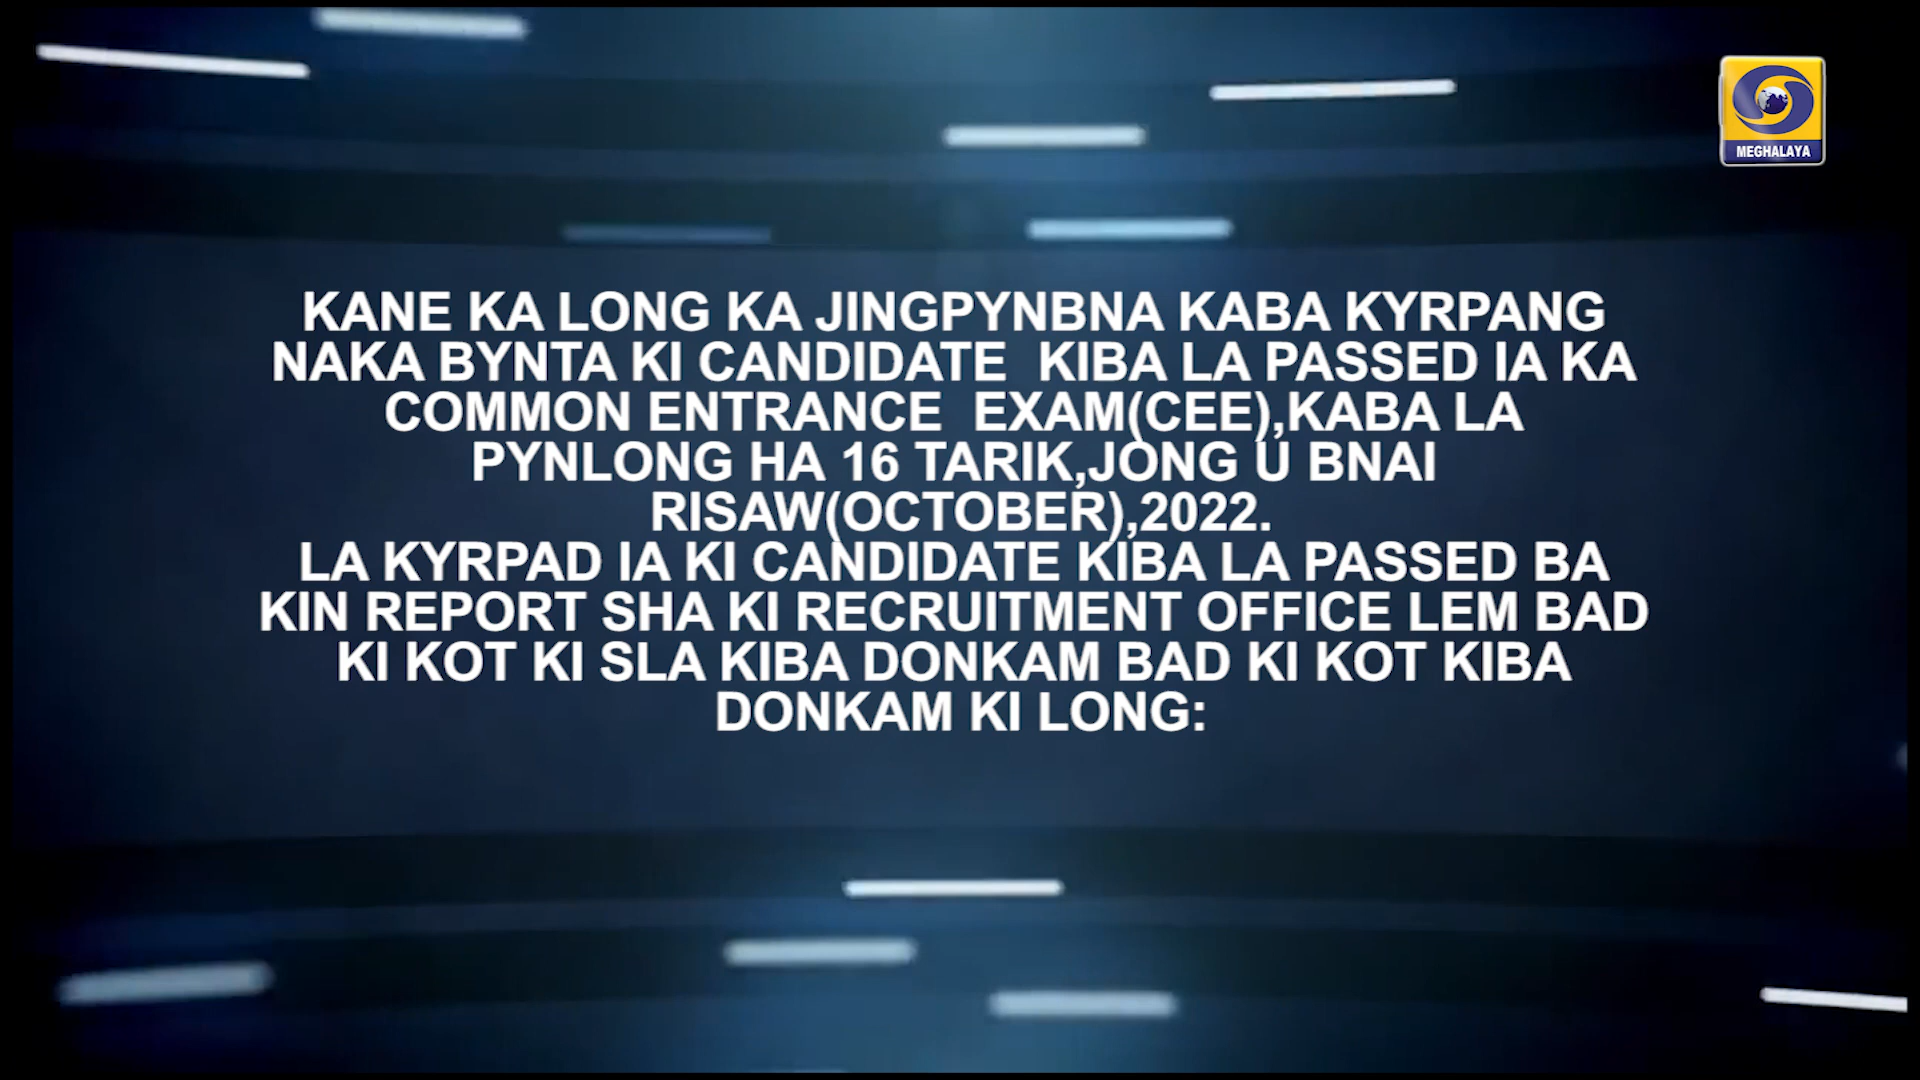 MEGHALAYA
KANE KA LONG KA JINGPYNBNA KABA KYRPANG
NAKA BYNTA KI CANDIDATE KIBA LA PASSED IA KA
COMMON ENTRANCE EXAM(CEE),KABA LA
PYNLONG HA 16 TARIK,JONG U BNAI
RISAW(OCTOBER),2022.
LA KYRPAD IA KI CANDIDATE KIBA LA PASSED BA
KIN REPORT SHA KI RECRUITMENT OFFICE LEM BAD
KI KOT KI SLA KIBA DONKAM BAD KI KOT KIBA
DONKAM KI LONG: